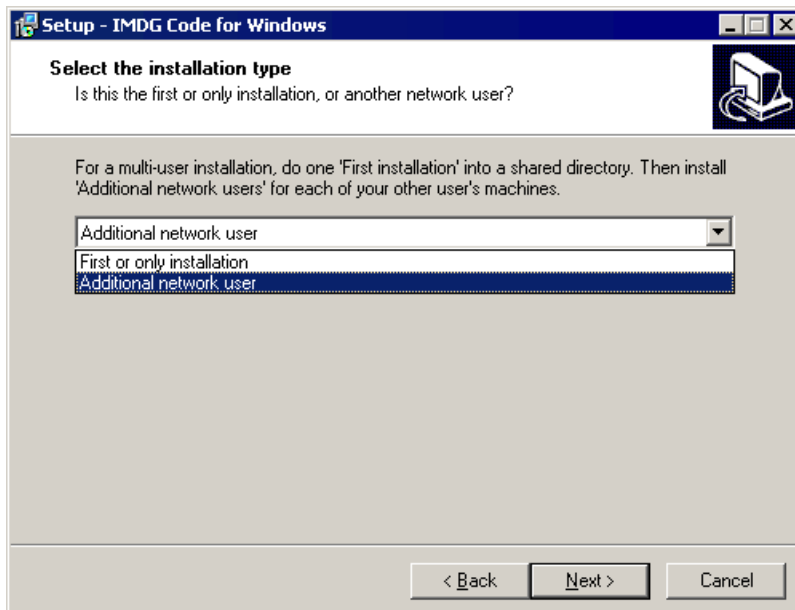 Setup - IMDG Code for Windows
Select the installation type
Is this the first or only installation, or another network user?
For a multi-user installation, do one 'First installation' into a shared directory. Then install
'Additional network users' for each of your other user's machines.
Additional network user
First or only installation
Additional network user
< Back
Next >
Cancel